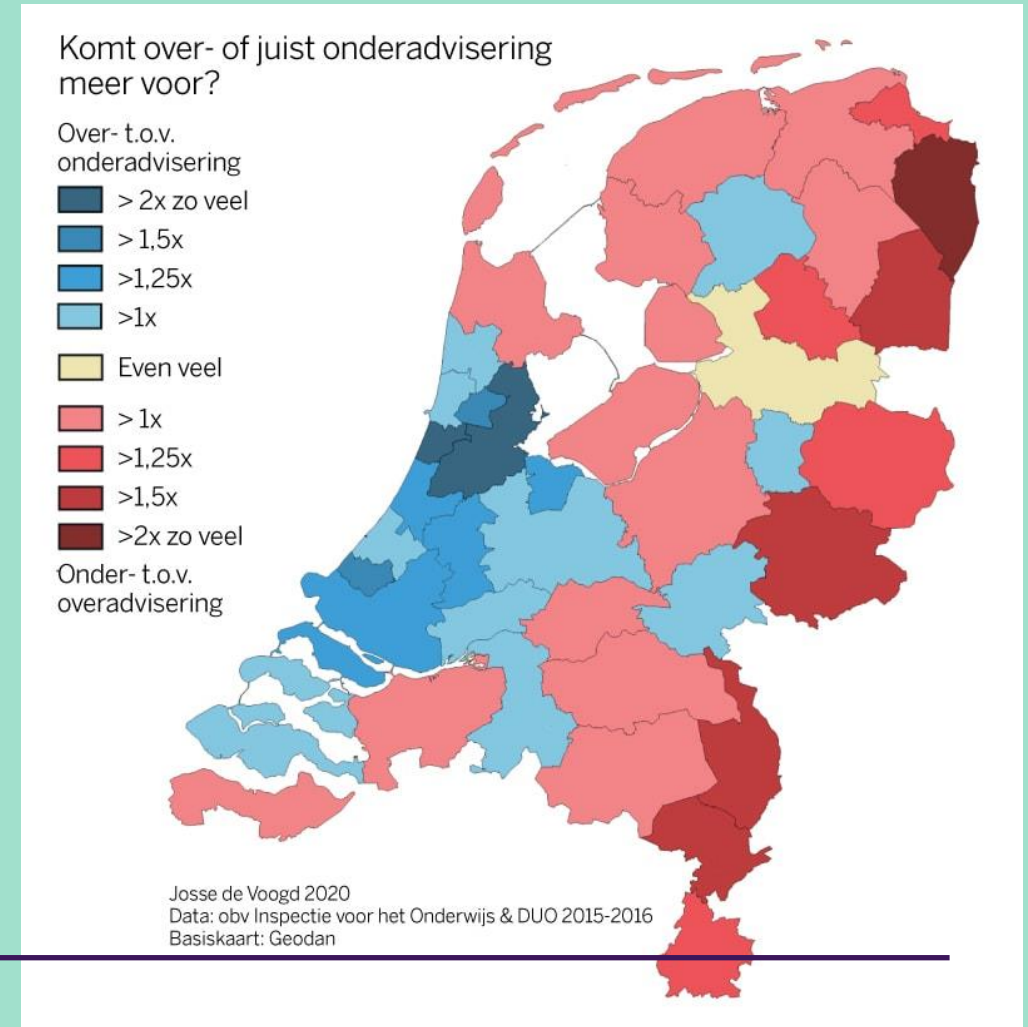 Komt over- of juist onderadvisering
meer voor?
Over- t.o.v.
onderadvisering
> 2x zo veel
> 1,5x
>1,25x
>1x
Even veel
> 1x
>1,25x
>1,5x
>2x zo veel
Onder- t.o.v.
overadvisering
Josse de Voogd 2020
Data: obv Inspectie voor het Onderwijs & DUO 2015-2016
Basiskaart: Geodan